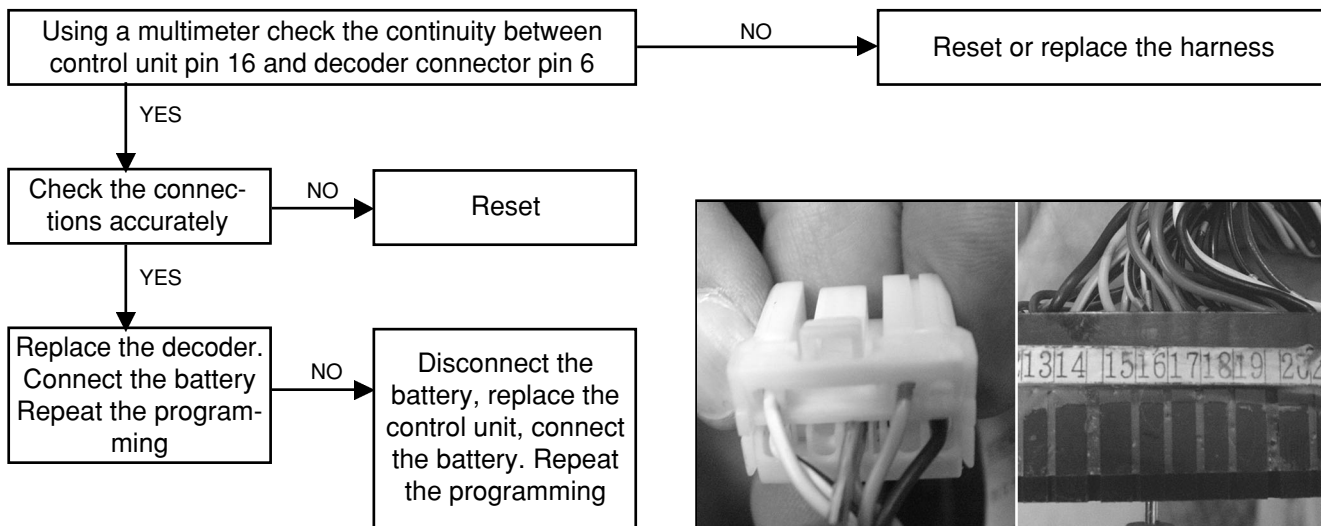 Using a multimeter check the continuity between
control unit pin 16 and decoder connector pin 6
NO
Reset or replace the harness
YES
Check the connec-
tions accurately
NO
Reset
YES
Replace the decoder.
Connect the battery
Repeat the program-
ming
NO
Disconnect the
battery, replace the
control unit, connect
the battery. Repeat
the programming
13 14 15 16 17 18 19 20